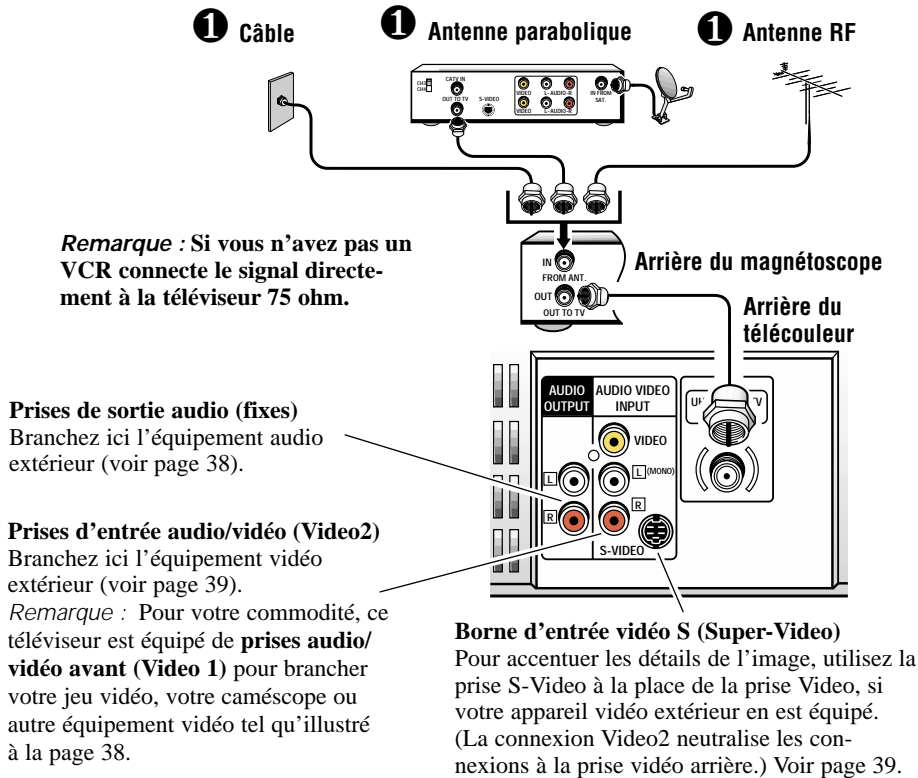 ❶ Câble
❶ Antenne parabolique
❶ Antenne RF
CH3
CH4
CATV IN
OUT TO TV
S-VIDEO
VIDEO L- AUDIO-R
VIDEO L- AUDIO-R
IN FROM
SAT.
Remarque : Si vous n’avez pas un
VCR connecte le signal directe-
ment à la téléviseur 75 ohm.
IN
FROM ANT.
OUT
OUT TO TV
Arrière du magnétoscope
Arrière du
télécouleur
AUDIO
OUTPUT
AUDIO VIDEO
INPUT
VIDEO
L
L (MONO)
R
R
S-VIDEO
Prises de sortie audio (fixes)
Branchez ici l’équipement audio
extérieur (voir page 38).
Prises d’entrée audio/vidéo (Video2)
Branchez ici l’équipement vidéo
extérieur (voir page 39).
Remarque : Pour votre commodité, ce
téléviseur est équipé de prises audio/
vidéo avant (Video 1) pour brancher
votre jeu vidéo, votre caméscope ou
autre équipement vidéo tel qu’illustré
à la page 38.
Borne d’entrée vidéo S (Super-Video)
Pour accentuer les détails de l’image, utilisez la
prise S-Video à la place de la prise Video, si
votre appareil vidéo extérieur en est équipé.
(La connexion Video2 neutralise les con-
nexions à la prise vidéo arrière.) Voir page 39.